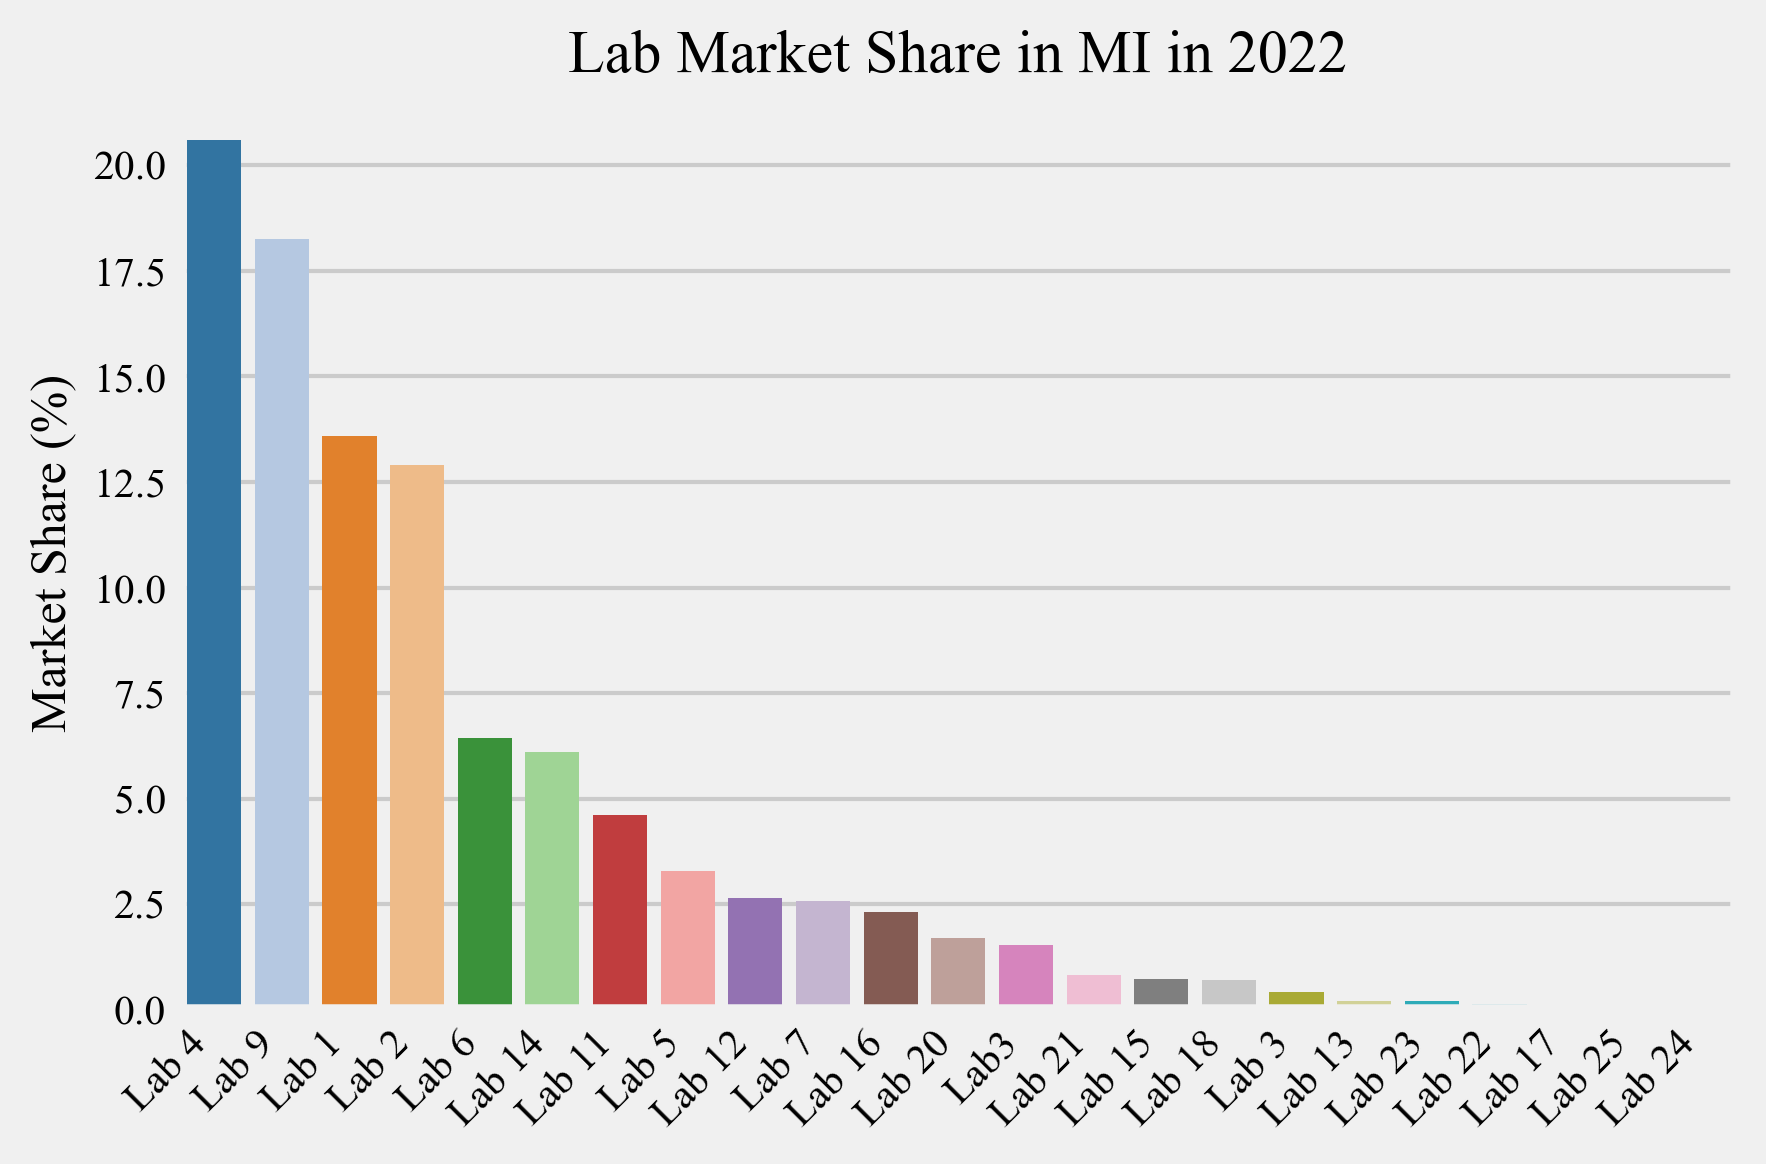 Lab Market Share in MI in 2022
Market Share (%)
20.0
17.5
15.0
12.5
10.0
7.5
5.0
2.5
0.0
Lab 4
Lab 9
Lab 1
Lab 2
Lab 6
Lab 14
Lab 11
Lab 5
Lab 12
Lab 7
Lab 16
Lab 20
Lab3
Lab 21
Lab 15
Lab 18
Lab 3
Lab 13
Lab 23
Lab 22
Lab 17
Lab 25
Lab 24